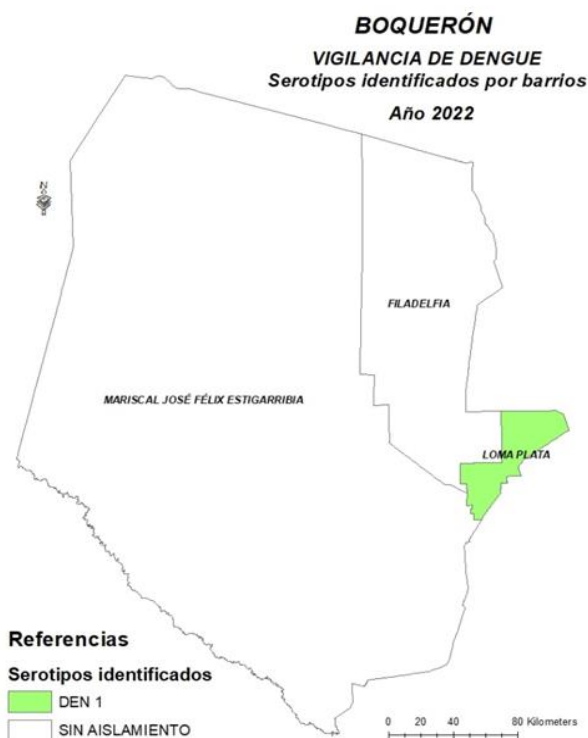 BOQUERÓN
VIGILANCIA DE DENGUE
Serotipos identificados por barrios
Año 2022
N
FILADELFIA
MARISCAL JOSÉ FÉLIX ESTIGARRIBIA
LOMA PLATA
Referencias
Serotipos identificados
DEN 1
SIN AISLAMIENTO
0 20 40 80 Kilometers